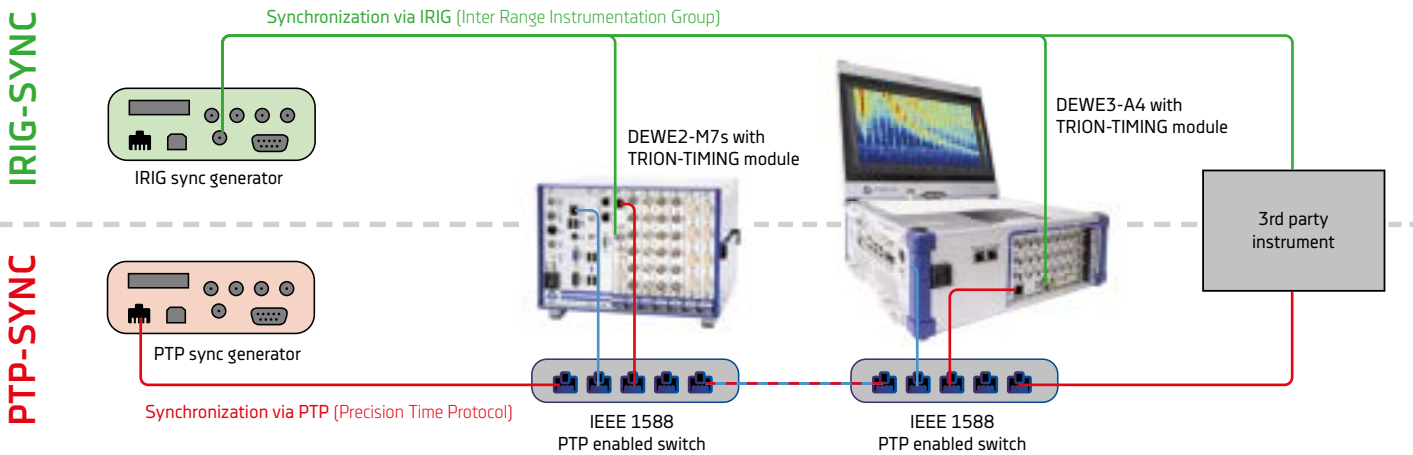 IRIG-SYNC
Synchronization via IRIG (Inter Range Instrumentation Group)
IRIG sync generator
DEWE2-M7s with
TRION-TIMING module
DEWE3-A4 with
TRION-TIMING module
3rd party
instrument
PTP-SYNC
PTP sync generator
Synchronization via PTP (Precision Time Protocol)
IEEE 1588
PTP enabled switch
IEEE 1588
PTP enabled switch